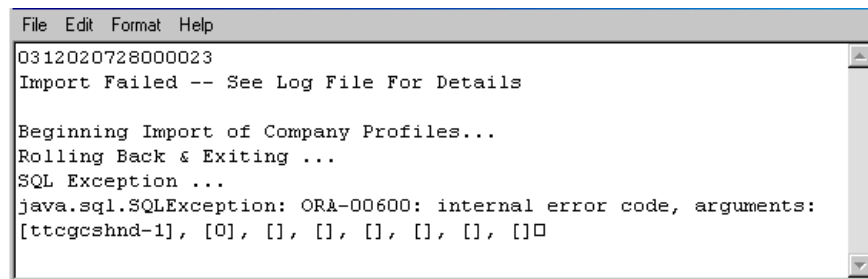 File Edit Format Help
0312020728000023
Import Failed -- See Log File For Details
Beginning Import of Company Profiles...
Rolling Back & Exiting ...
SQL Exception ...
java.sql.SQLException: ORA-00600: internal error code, arguments:
[ttcgcshnd-1], [0], [], [], [], [], [], []□